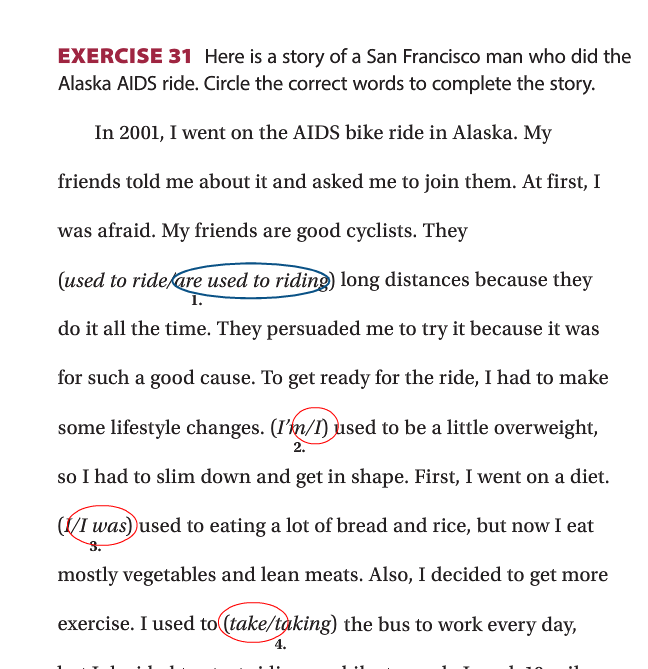 EXERCISE 31 Here is a story of a San Francisco man who did the
Alaska AIDS ride. Circle the correct words to complete the story.
In 2001, I went on the AIDS bike ride in Alaska. My
friends told me about it and asked me to join them. At first, I
was afraid. My friends are good cyclists. They
(used to ride/are used to riding) long distances because they
1.
do it all the time. They persuaded me to try it because it was
for such a good cause. To get ready for the ride, I had to make
some lifestyle changes. (I'm/I) used to be a little overweight,
2.
so I had to slim down and get in shape. First, I went on a diet.
(I/I was) used to eating a lot of bread and rice, but now I eat
3.
mostly vegetables and lean meats. Also, I decided to get more
exercise. I used to (take/taking) the bus to work every day,
4.